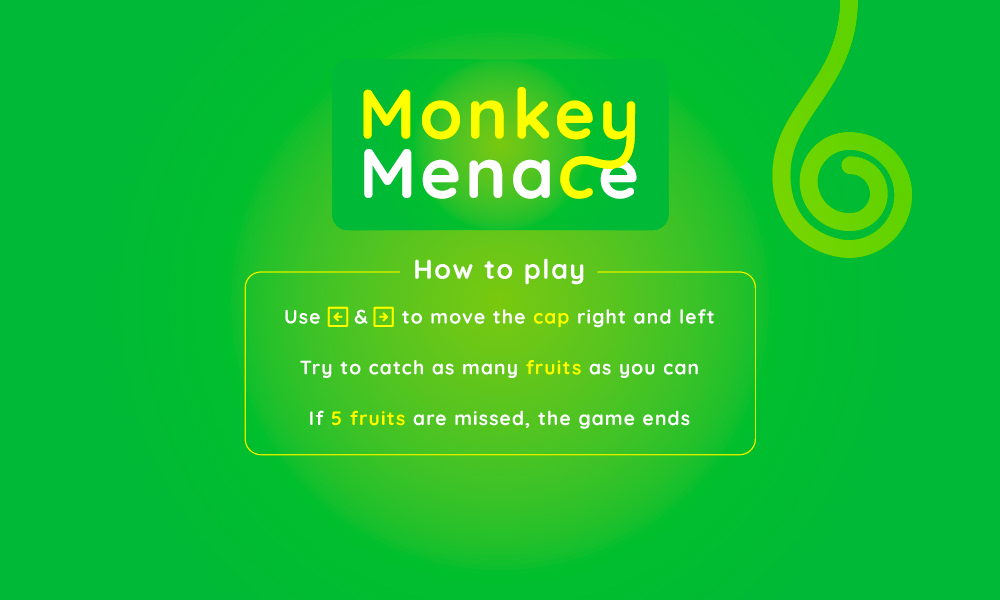 Monkey
Menace
How to play
Use ← & → to move the cap right and left
Try to catch as many fruits as you can
If 5 fruits are missed, the game ends